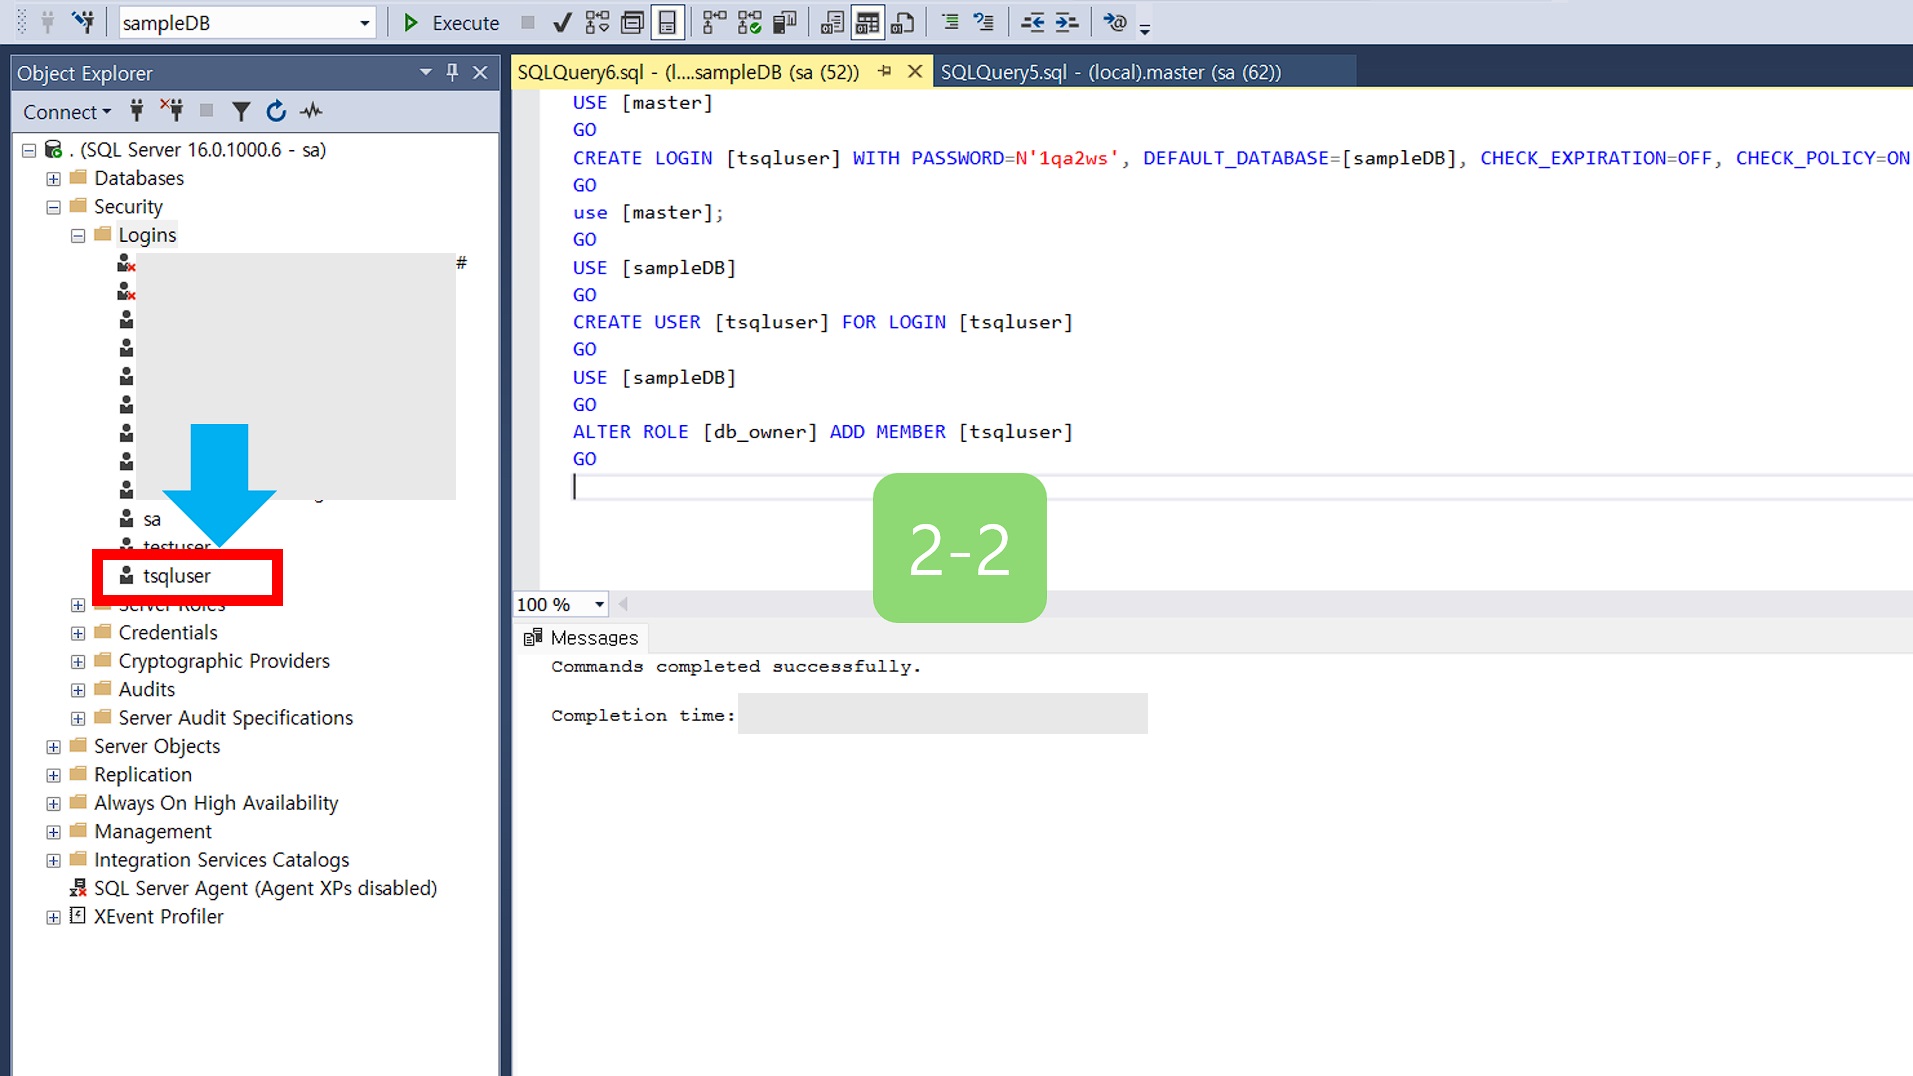 sampleDB
Execute
Object Explorer
Connect
. (SQL Server 16.0.1000.6 - sa)
Databases
Security
Logins
#
sa
testuser
tsqluser
Server Roles
Credentials
Cryptographic Providers
Audits
Server Audit Specifications
Server Objects
Replication
Always On High Availability
Management
Integration Services Catalogs
SQL Server Agent (Agent XPs disabled)
XEvent Profiler
SQLQuery6.sql - (l....sampleDB (sa (52))
SQLQuery5.sql - (local).master (sa (62))
USE [master]
GO
CREATE LOGIN [tsqluser] WITH PASSWORD=N'1qa2ws', DEFAULT_DATABASE=[sampleDB], CHECK_EXPIRATION=OFF, CHECK_POLICY=ON
GO
use [master];
GO
USE [sampleDB]
GO
CREATE USER [tsqluser] FOR LOGIN [tsqluser]
GO
USE [sampleDB]
GO
ALTER ROLE [db_owner] ADD MEMBER [tsqluser]
GO
2-2
100 %
Messages
Commands completed successfully.
Completion time: